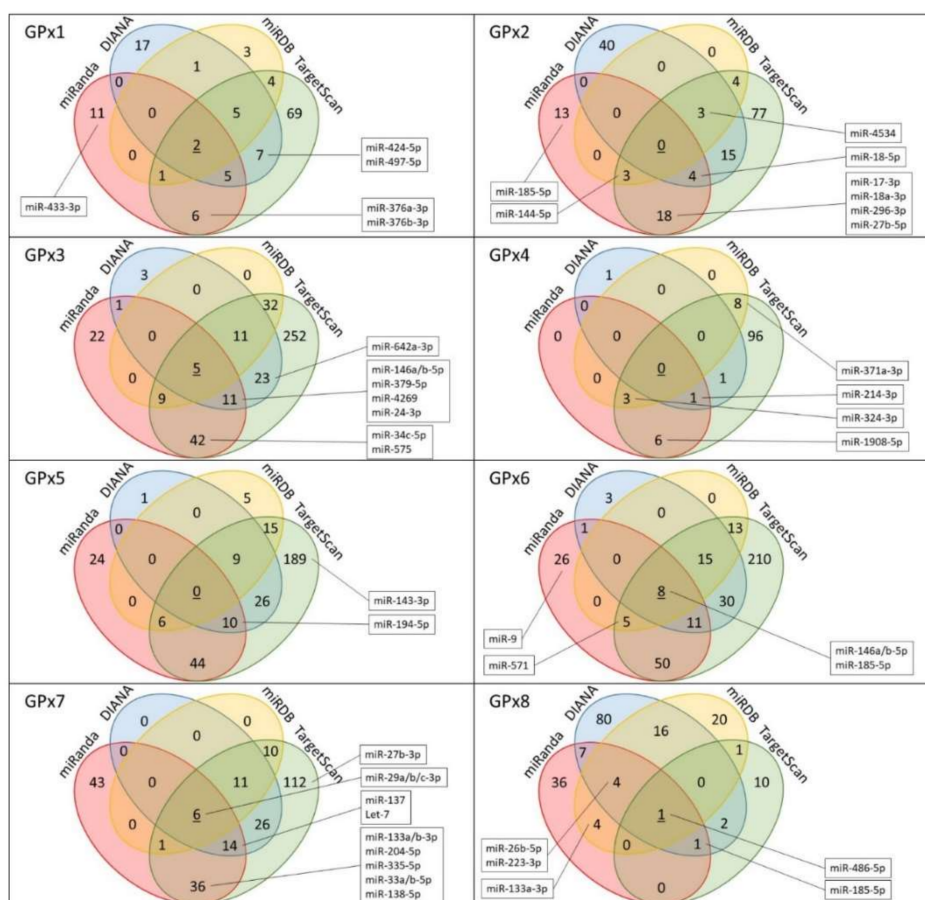 GPx1
miRanda
DIANA
miRDB
TargetScan
17
3
0
1
4
11
0
5
69
2
0
7
1
5
6
miR-424-5p
miR-497-5p
miR-433-3p
miR-376a-3p
miR-376b-3p
GPx2
miRanda
DIANA
miRDB
TargetScan
40
0
0
0
4
13
0
3
77
0
0
15
3
4
18
miR-4534
miR-18-5p
miR-185-5p
miR-144-5p
miR-17-3p
miR-18a-3p
miR-296-3p
miR-27b-5p
GPx3
miRanda
DIANA
miRDB
TargetScan
3
0
1
0
32
22
0
11
252
5
0
23
9
11
42
miR-642a-3p
miR-146a/b-5p
miR-379-5p
miR-4269
miR-24-3p
miR-34c-5p
miR-575
GPx4
miRanda
DIANA
miRDB
TargetScan
1
0
0
0
8
0
0
0
96
0
0
1
3
1
6
miR-371a-3p
miR-214-3p
miR-324-3p
miR-1908-5p
GPx5
miRanda
DIANA
miRDB
TargetScan
1
5
0
0
15
24
0
9
189
0
0
26
6
10
44
miR-143-3p
miR-194-5p
GPx6
miRanda
DIANA
miRDB
TargetScan
3
0
1
0
13
26
0
15
210
8
0
30
5
11
50
miR-9
miR-571
miR-146a/b-5p
miR-185-5p
GPx7
miRanda
DIANA
miRDB
TargetScan
0
0
0
0
10
43
0
11
112
6
0
26
1
14
36
miR-27b-3p
miR-29a/b/c-3p
miR-137
Let-7
miR-133a/b-3p
miR-204-5p
miR-335-5p
miR-33a/b-5p
miR-138-5p
GPx8
miRanda
DIANA
miRDB
TargetScan
80
20
7
16
1
36
4
0
10
1
4
2
0
1
0
miR-26b-5p
miR-223-3p
miR-133a-3p
miR-486-5p
miR-185-5p